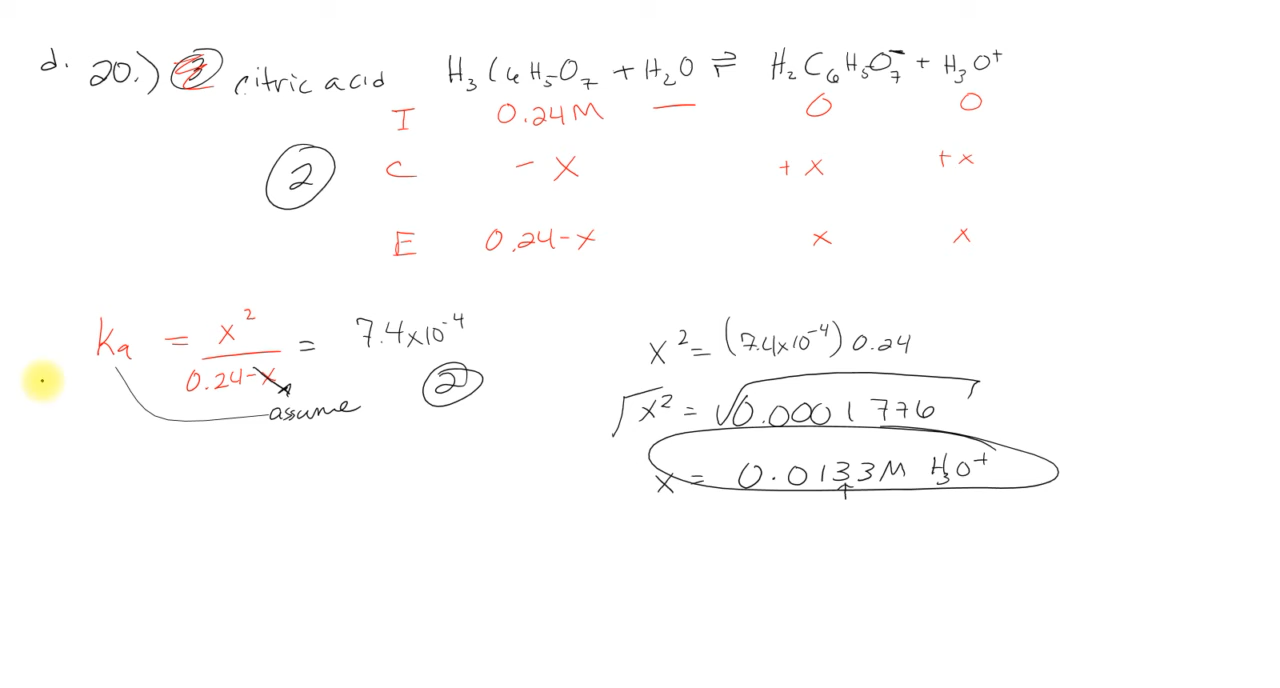 d. 20.) ③ citric acid H₃C₆H₅O₇ + H₂O ⇌ H₂C₆H₅O₇⁻ + H₃O⁺
I 0.24M — 0 0
② C - x + x + x
E 0.24-x x x
Ka = x² / 0.24-x = 7.4x10⁻⁴
assume
②
x² = (7.4x10⁻⁴) 0.24
√x² = √0.0001776
x = 0.0133M H₃O⁺